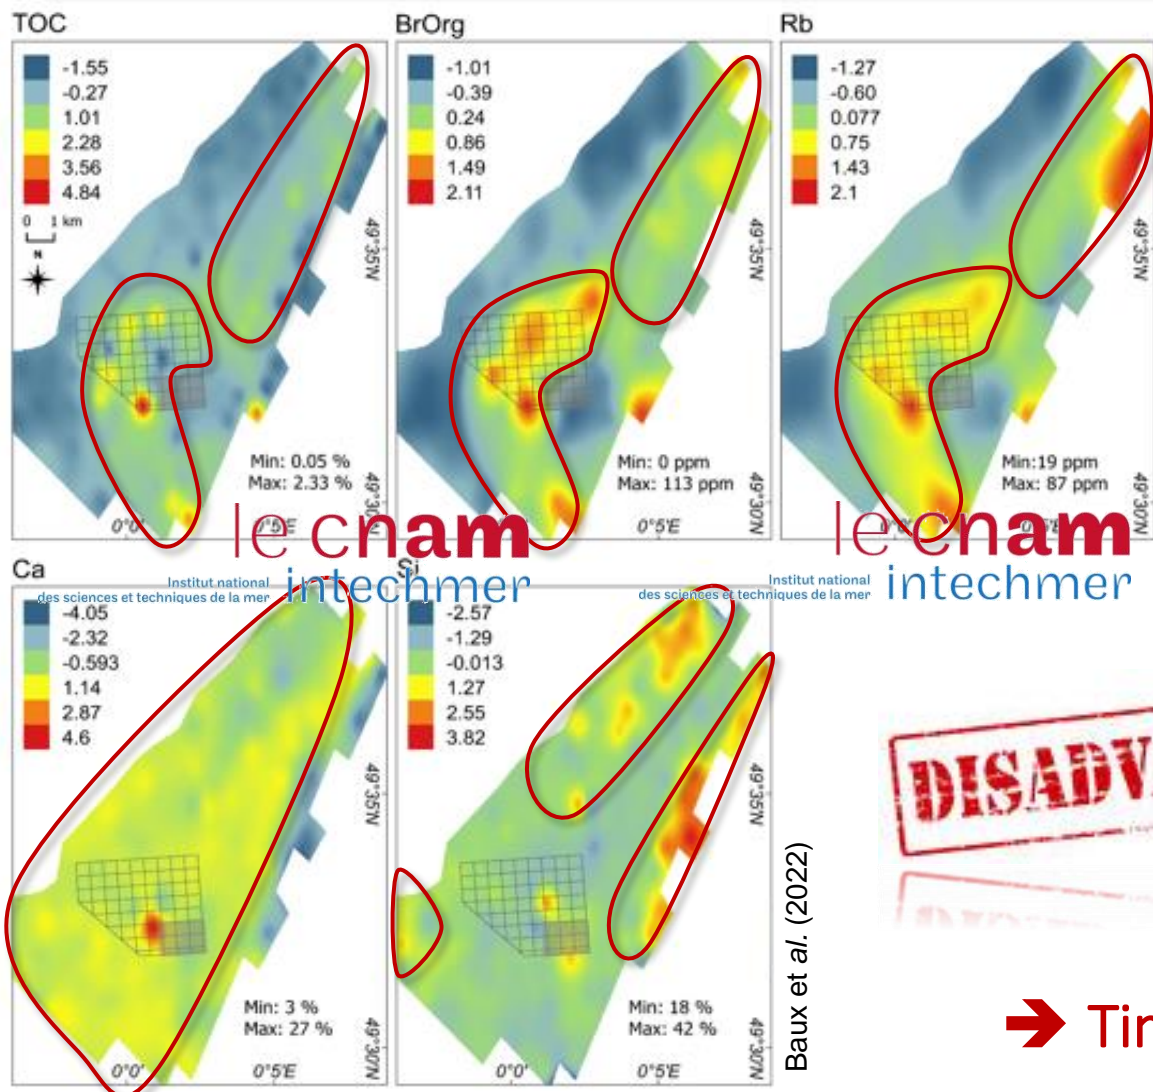 TOC
-1.55
-0.27
1.01
2.28
3.56
4.84
0 1 km
N
49°35'N
Min: 0.05 %
Max: 2.33 %
49°30'N
0°0'
0°5'E
BrOrg
-1.01
-0.39
0.24
0.86
1.49
2.11
49°35'N
Min: 0 ppm
Max: 113 ppm
49°30'N
0°5'E
Rb
-1.27
-0.60
0.077
0.75
1.43
2.1
49°35'N
Min:19 ppm
Max: 87 ppm
49°30'N
le cnam
intechmer
Institut national
des sciences et techniques de la mer
le cnam
intechmer
Institut national
des sciences et techniques de la mer
Ca
-4.05
-2.32
-0.593
1.14
2.87
4.6
49°35'N
Min: 3 %
Max: 27 %
49°30'N
0°0'
0°5'E
Si
-2.57
-1.29
-0.013
1.27
2.55
3.82
49°35'N
Min: 18 %
Max: 42 %
49°30'N
0°0'
0°5'E
Baux et al. (2022)
DISADV
➔ Tir